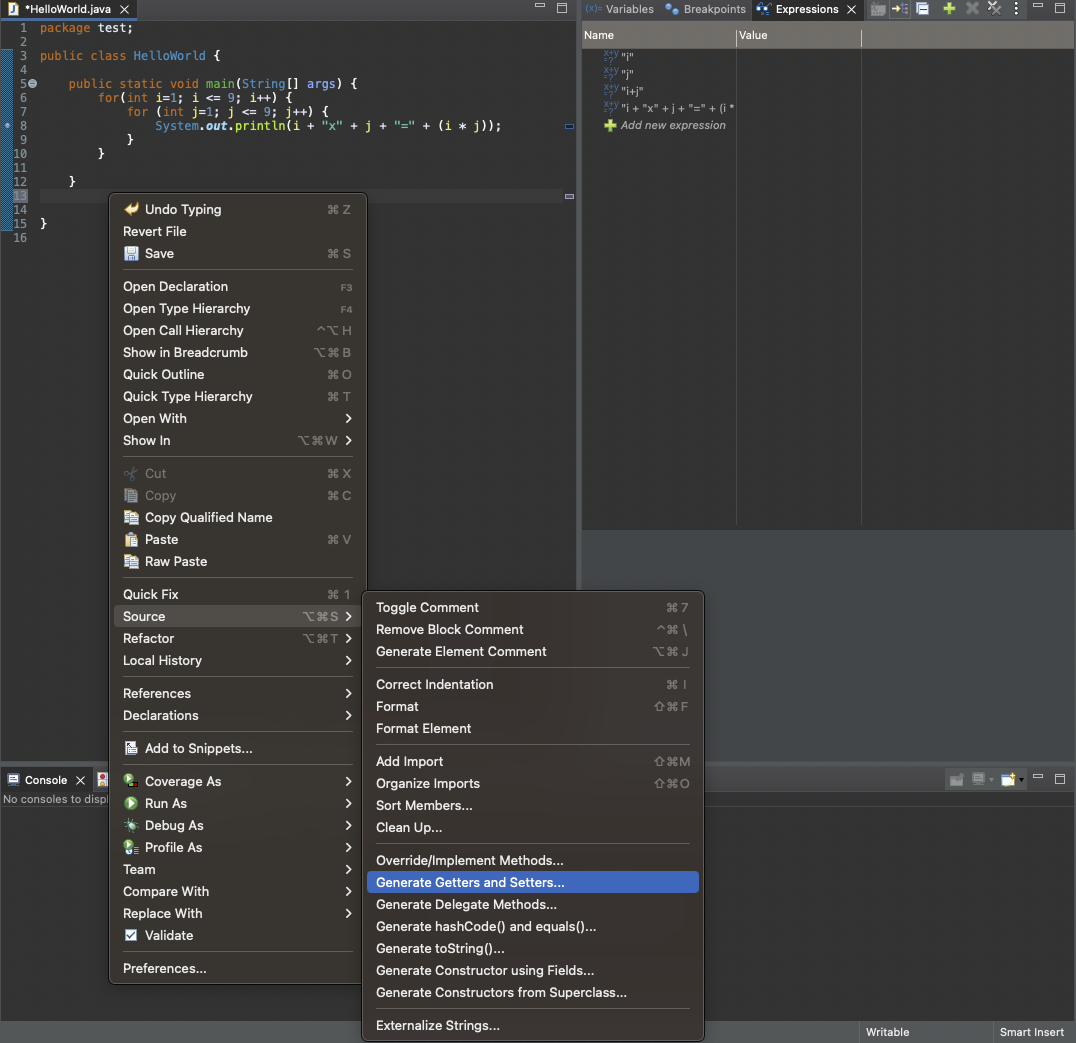 *HelloWorld.java
1 package test;
2
3 public class HelloWorld {
4
5 public static void main(String[] args) {
6 for(int i=1; i <= 9; i++) {
7 for (int j=1; j <= 9; j++) {
8 System.out.println(i + "x" + j + "=" + (i * j));
9 }
10 }
11
12 }
13
14
15 }
16
(x)= Variables
Breakpoints
Expressions
Name Value
x+y=? "i"
x+y=? "j"
x+y=? "i+j"
x+y=? "i + "x" + j + "=" + (i *
Add new expression
Undo Typing ⌘ Z
Revert File
Save ⌘ S
Open Declaration F3
Open Type Hierarchy F4
Open Call Hierarchy ^⌥ H
Show in Breadcrumb ⌥⌘ B
Quick Outline ⌘ O
Quick Type Hierarchy ⌘ T
Open With
Show In ⌥⌘W
Cut ⌘ X
Copy ⌘ C
Copy Qualified Name
Paste ⌘ V
Raw Paste
Quick Fix ⌘ 1
Source ⌥⌘S
Refactor ⌥⌘T
Local History
References
Declarations
Add to Snippets...
Coverage As
Run As
Debug As
Profile As
Team
Compare With
Replace With
Validate
Preferences...
Toggle Comment ⌘ 7
Remove Block Comment ^⌘ \
Generate Element Comment ⌥⌘ J
Correct Indentation ⌘ I
Format ⇧⌘F
Format Element
Add Import ⇧⌘M
Organize Imports ⇧⌘O
Sort Members...
Clean Up...
Override/Implement Methods...
Generate Getters and Setters...
Generate Delegate Methods...
Generate hashCode() and equals()...
Generate toString()...
Generate Constructor using Fields...
Generate Constructors from Superclass...
Externalize Strings...
Console
No consoles to displ
Writable
Smart Insert